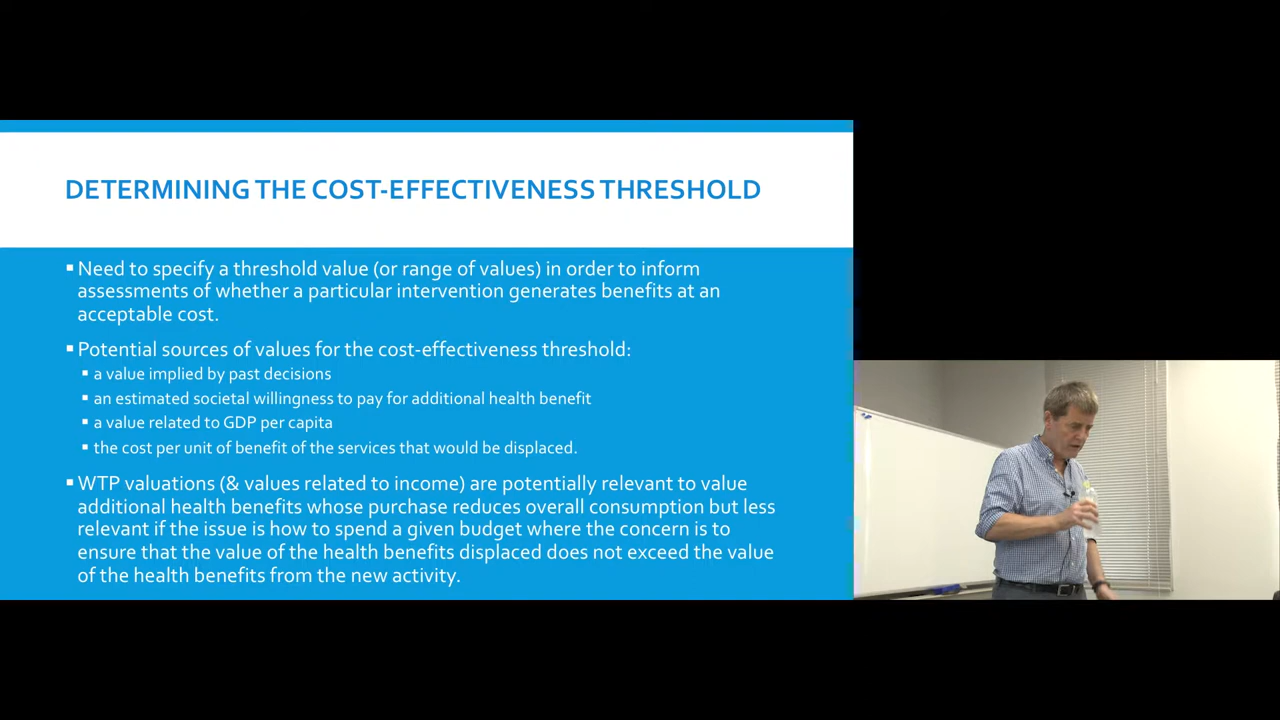 DETERMINING THE COST-EFFECTIVENESS THRESHOLD
▪ Need to specify a threshold value (or range of values) in order to inform
assessments of whether a particular intervention generates benefits at an
acceptable cost.
▪ Potential sources of values for the cost-effectiveness threshold:
▪ a value implied by past decisions
▪ an estimated societal willingness to pay for additional health benefit
▪ a value related to GDP per capita
▪ the cost per unit of benefit of the services that would be displaced.
▪ WTP valuations (& values related to income) are potentially relevant to value
additional health benefits whose purchase reduces overall consumption but less
relevant if the issue is how to spend a given budget where the concern is to
ensure that the value of the health benefits displaced does not exceed the value
of the health benefits from the new activity.